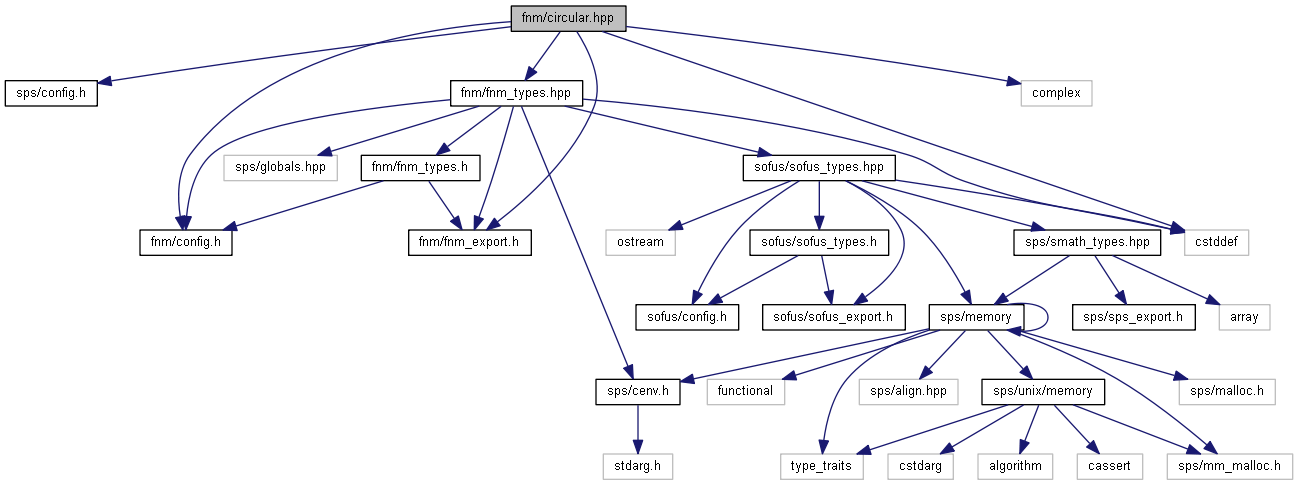 fnm/circular.hpp
sps/config.h
fnm/fnm_types.hpp
complex
sps/globals.hpp
fnm/fnm_types.h
sofus/sofus_types.hpp
fnm/config.h
fnm/fnm_export.h
ostream
sofus/sofus_types.h
sps/smath_types.hpp
cstddef
sofus/config.h
sofus/sofus_export.h
sps/memory
sps/sps_export.h
array
sps/cenv.h
functional
sps/align.hpp
sps/unix/memory
sps/malloc.h
stdarg.h
type_traits
cstdarg
algorithm
cassert
sps/mm_malloc.h